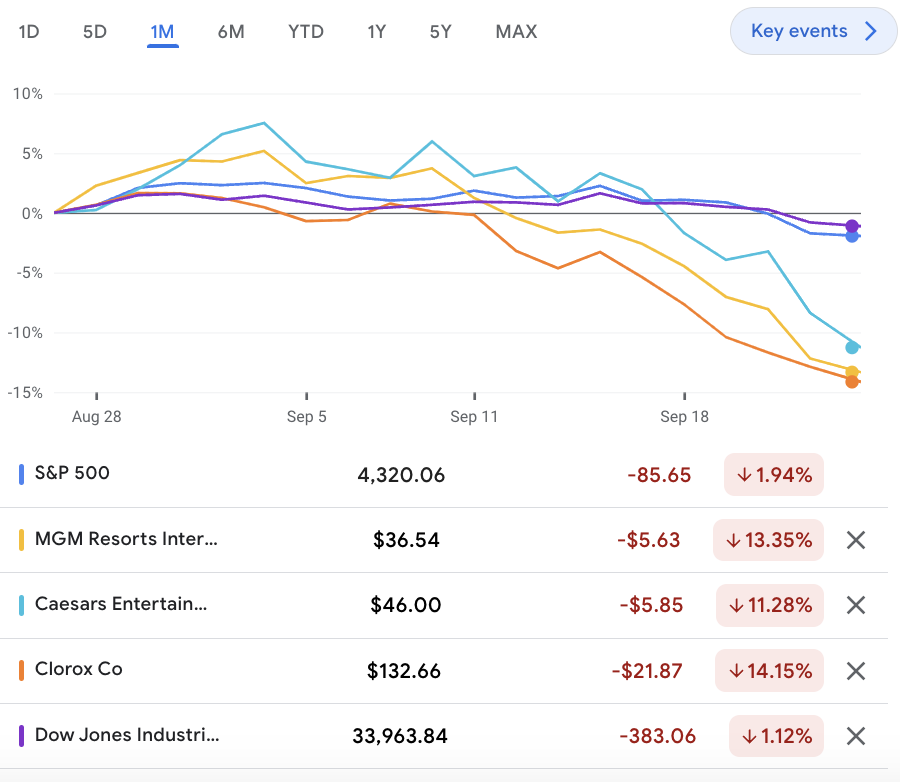 1D 5D 1M 6M YTD 1Y 5Y MAX Key events
10%
5%
0%
-5%
-10%
-15%
Aug 28 Sep 5 Sep 11 Sep 18
S&P 500 4,320.06 -85.65 ↓1.94%
MGM Resorts Inter... $36.54 -$5.63 ↓13.35%
Caesars Entertain... $46.00 -$5.85 ↓11.28%
Clorox Co $132.66 -$21.87 ↓14.15%
Dow Jones Industri... 33,963.84 -383.06 ↓1.12%